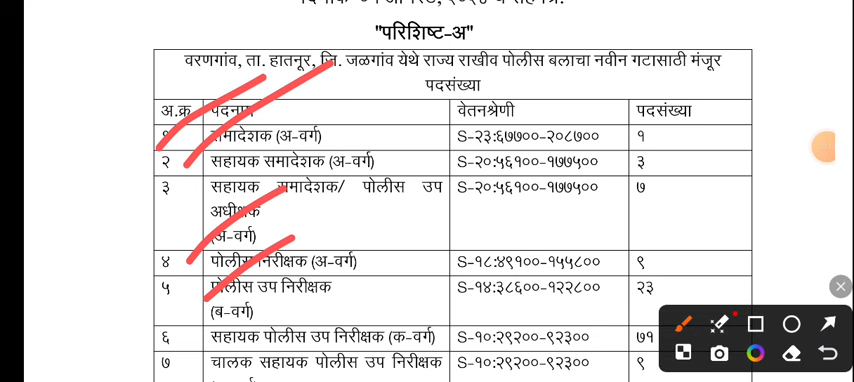 "परिशिष्ट-अ"
वरणगांव, ता. हातनूर, जि. जळगांव येथे राज्य राखीव पोलीस बलाचा नवीन गटासाठी मंजूर
पदसंख्या
अ.क्र पदनाम वेतनश्रेणी पदसंख्या
१ समादेशक (अ-वर्ग) S-२३:६७७००-२०८७०० १
२ सहायक समादेशक (अ-वर्ग) S-२०:५६१००-१७७५०० ३
३ सहायक समादेशक/ पोलीस उप S-२०:५६१००-१७७५०० ७
अधीक्षक
(अ-वर्ग)
४ पोलीस निरीक्षक (अ-वर्ग) S-१८:४९१००-१५५८०० ९
५ पोलीस उप निरीक्षक S-१४:३८६००-१२२८०० २३
(ब-वर्ग)
६ सहायक पोलीस उप निरीक्षक (क-वर्ग) S-१०:२९२००-९२३०० ७१
७ चालक सहायक पोलीस उप निरीक्षक S-१०:२९२००-९२३०० ९